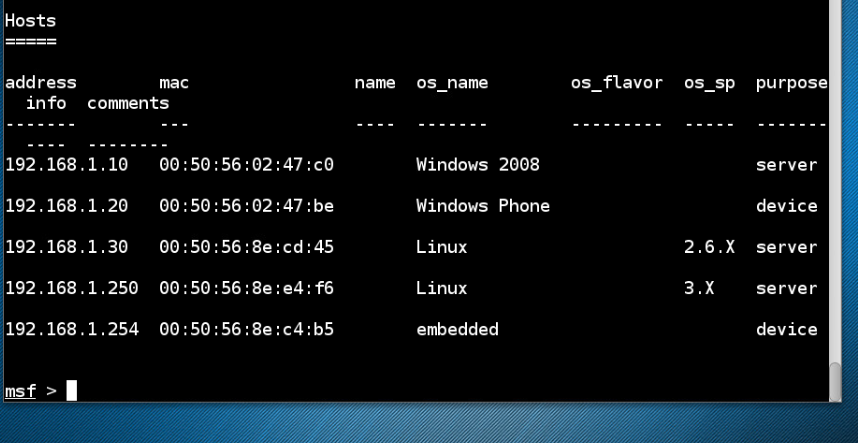 Hosts
=====
address        mac                name  os_name        os_flavor  os_sp  purpose
  info  comments
-------        ---                ----  -------        ---------  -----  -------
  ----  --------
192.168.1.10   00:50:56:02:47:c0        Windows 2008                     server
192.168.1.20   00:50:56:02:47:be        Windows Phone                    device
192.168.1.30   00:50:56:8e:cd:45        Linux                     2.6.X  server
192.168.1.250  00:50:56:8e:e4:f6        Linux                     3.X    server
192.168.1.254  00:50:56:8e:c4:b5        embedded                         device
msf >